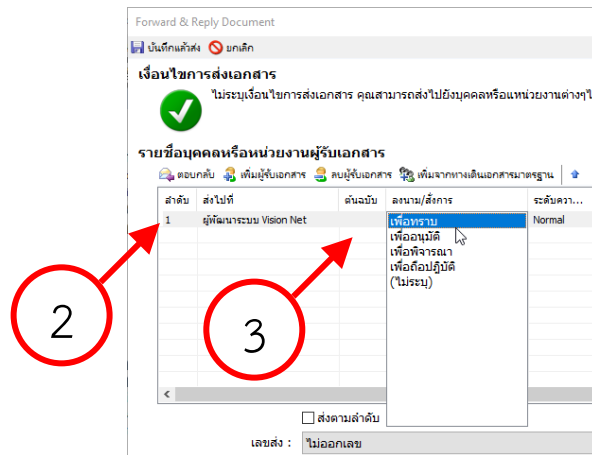 Forward & Reply Document
บันทึกแล้วส่ง ยกเลิก
เงื่อนไขการส่งเอกสาร
ไม่ระบุเงื่อนไขการส่งเอกสาร คุณสามารถส่งไปยังบุคคลหรือหน่วยงานต่างๆไ
รายชื่อบุคคลหรือหน่วยงานผู้รับเอกสาร
ตอบกลับ เพิ่มผู้รับเอกสาร ลบผู้รับเอกสาร เพิ่มจากทางเดินเอกสารมาตรฐาน
ลำดับ ส่งไปที่ ต้นฉบับ ลงนาม/สั่งการ ระดับควา...
1 ผู้พัฒนาระบบ Vision Net เพื่อทราบ Normal
เพื่ออนุมัติ
เพื่อพิจารณา
เพื่อถือปฏิบัติ
(ไม่ระบุ)
2
3
ส่งตามลำดับ
เลขส่ง : ไม่ออกเลข